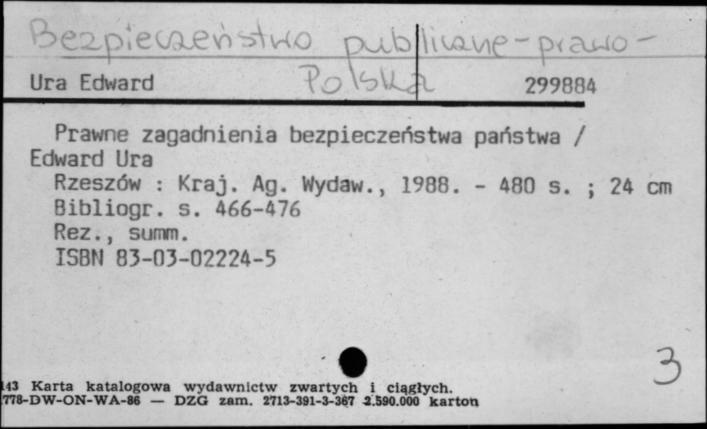 Bezpieczeństwo publiczne - prawo -
Polska
Ura Edward 299884
Prawne zagadnienia bezpieczeństwa państwa /
Edward Ura
Rzeszów : Kraj. Ag. Wydaw., 1988. - 480 s. ; 24 cm
Bibliogr. s. 466-476
Rez., summ.
ISBN 83-03-02224-5
3
143 Karta katalogowa wydawnictw zwartych i ciągłych.
778-DW-ON-WA-86 — DZG zam. 2713-391-3-367 2.590.000 karton